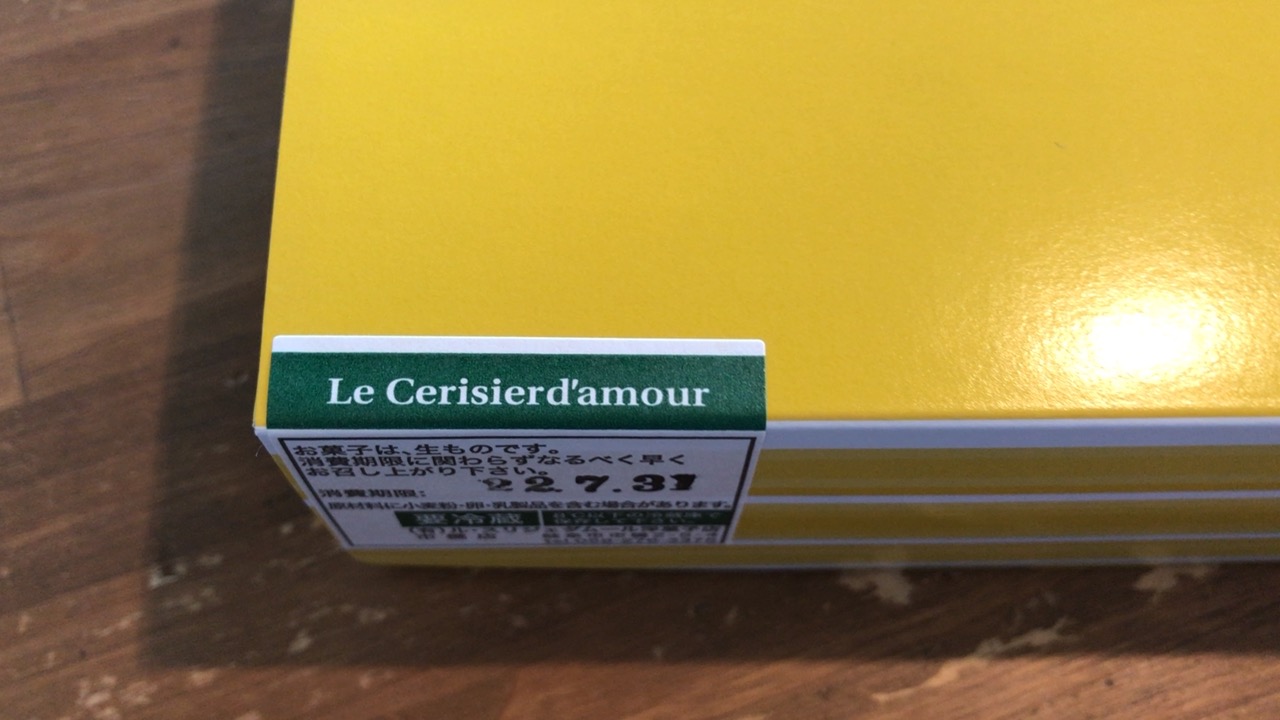 Le Cerisierd'amour
お菓子は、生ものです。
消費期限に関わらずなるべく早く
お召し上がり下さい。
消費期限: 22.7.31
原材料に小麦粉・卵・乳製品を含む場合があります。
要冷蔵